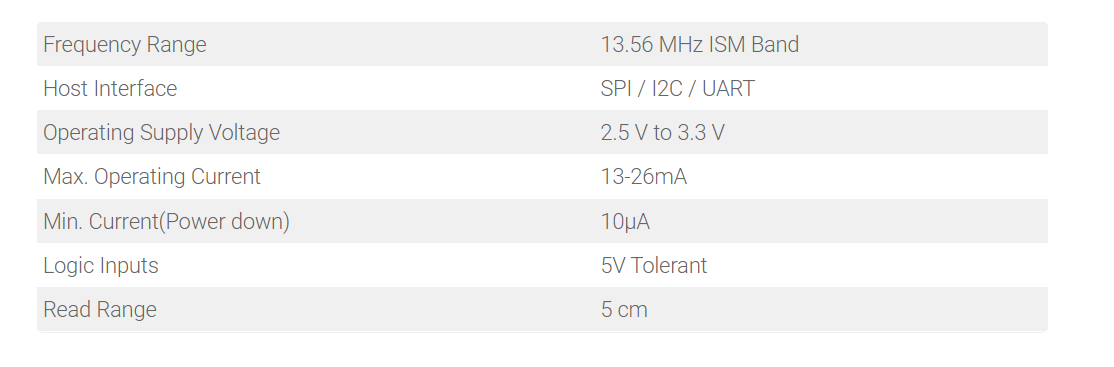 Frequency Range 13.56 MHz ISM Band
Host Interface SPI / I2C / UART
Operating Supply Voltage 2.5 V to 3.3 V
Max. Operating Current 13-26mA
Min. Current(Power down) 10µA
Logic Inputs 5V Tolerant
Read Range 5 cm